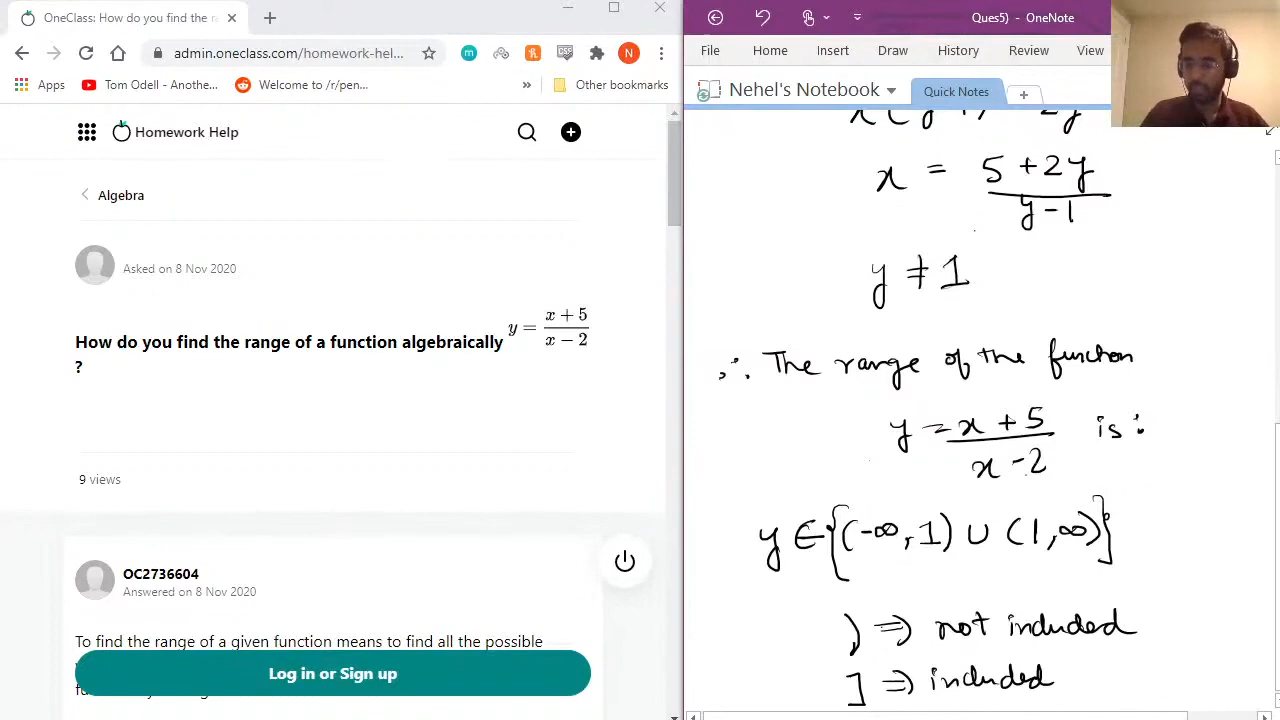 OneClass: How do you find the ra
admin.oneclass.com/homework-hel...
N
Apps
Tom Odell - Anothe...
Welcome to /r/pen...
»
Other bookmarks
Homework Help
Algebra
Asked on 8 Nov 2020
How do you find the range of a function algebraically y = (x + 5)/(x − 2)
?
9 views
OC2736604
Answered on 8 Nov 2020
To find the range of a given function means to find all the possible
Log in or Sign up
Ques5) - OneNote
File Home Insert Draw History Review View
Nehel's Notebook
Quick Notes
x = (5 + 2y)/(y - 1)
y ≠ 1
∴ The range of the function
y = (x + 5)/(x - 2) is :
y ∈ {(-∞, 1) ∪ (1, ∞)}
) ⇒ not included
] ⇒ included